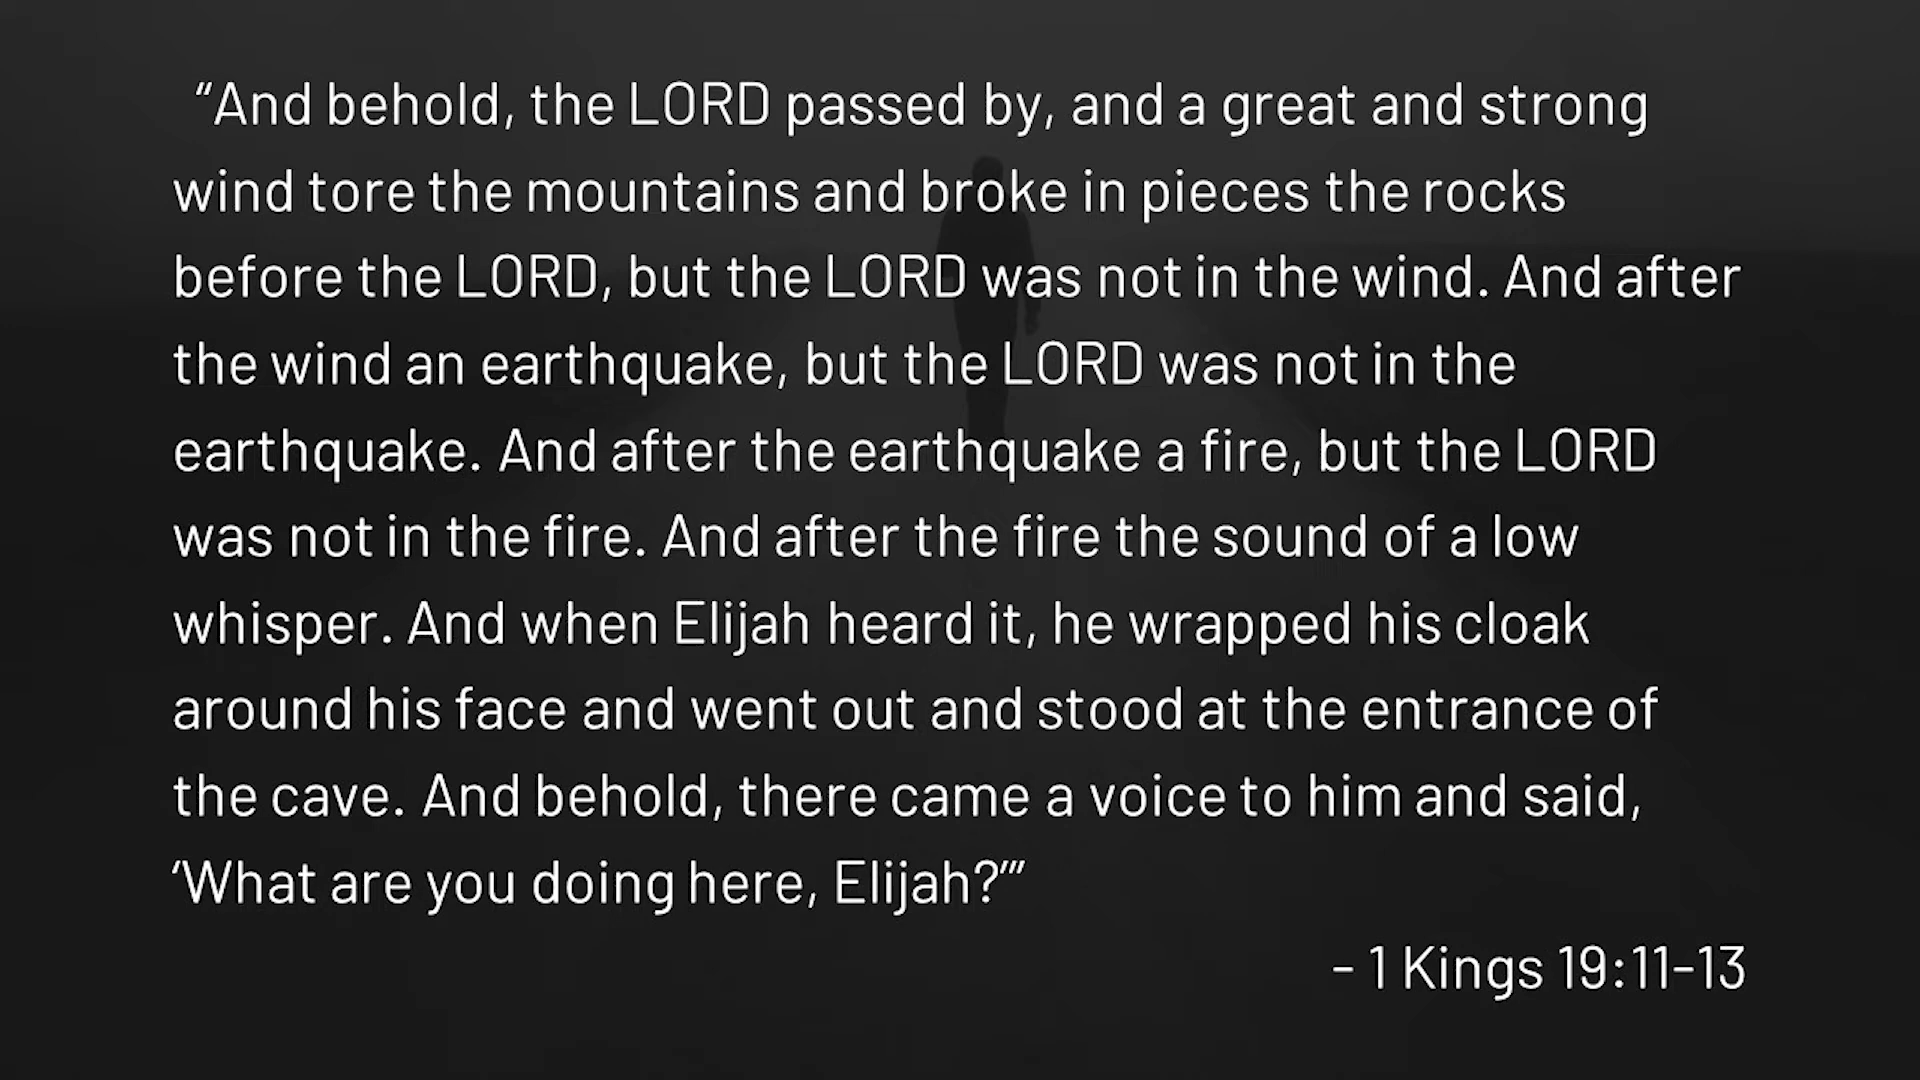 “And behold, the LORD passed by, and a great and strong
wind tore the mountains and broke in pieces the rocks
before the LORD, but the LORD was not in the wind. And after
the wind an earthquake, but the LORD was not in the
earthquake. And after the earthquake a fire, but the LORD
was not in the fire. And after the fire the sound of a low
whisper. And when Elijah heard it, he wrapped his cloak
around his face and went out and stood at the entrance of
the cave. And behold, there came a voice to him and said,
‘What are you doing here, Elijah?’”
- 1 Kings 19:11-13